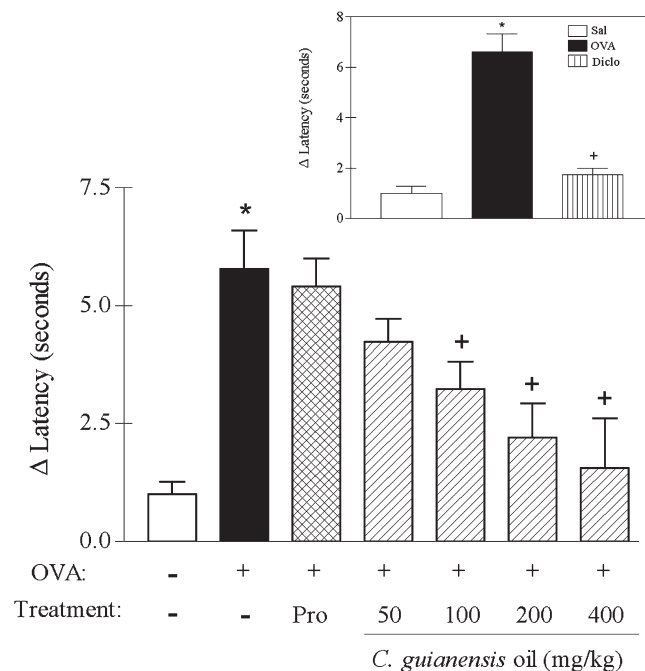 8
6
4
2
0
Δ Latency (seconds)
* +
Sal
OVA
Diclo
7.5
5.0
2.5
0.0
Δ Latency (seconds)
* + + +
OVA: - + + + + + +
Treatment: - - Pro 50 100 200 400
C. guianensis oil (mg/kg)